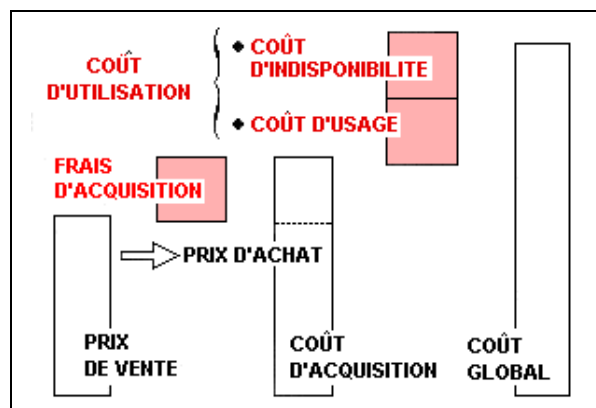 COÛT
D'UTILISATION
COÛT
D'INDISPONIBILITE
COÛT D'USAGE
FRAIS
D'ACQUISITION
PRIX D'ACHAT
PRIX
DE VENTE
COÛT
D'ACQUISITION
COÛT
GLOBAL